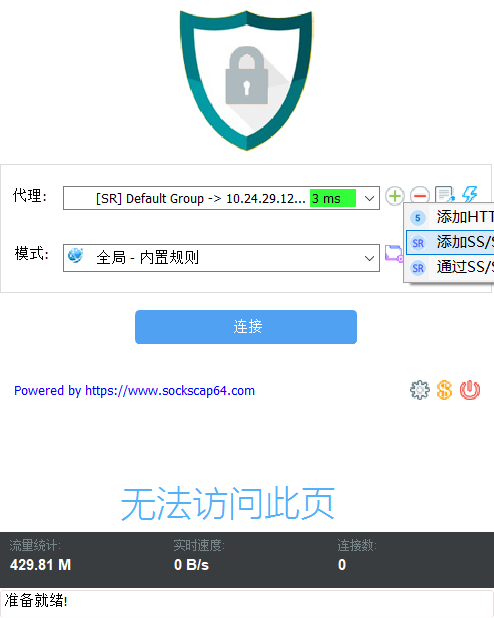 代理:
[SR] Default Group -> 10.24.29.12... 3 ms
S 添加HTT
SR 添加SS/S
SR 通过SS/S
模式: 全局 - 内置规则
连接
Powered by https://www.sockscap64.com
无法访问此页
流量统计: 实时速度: 连接数:
429.81 M 0 B/s 0
准备就绪!